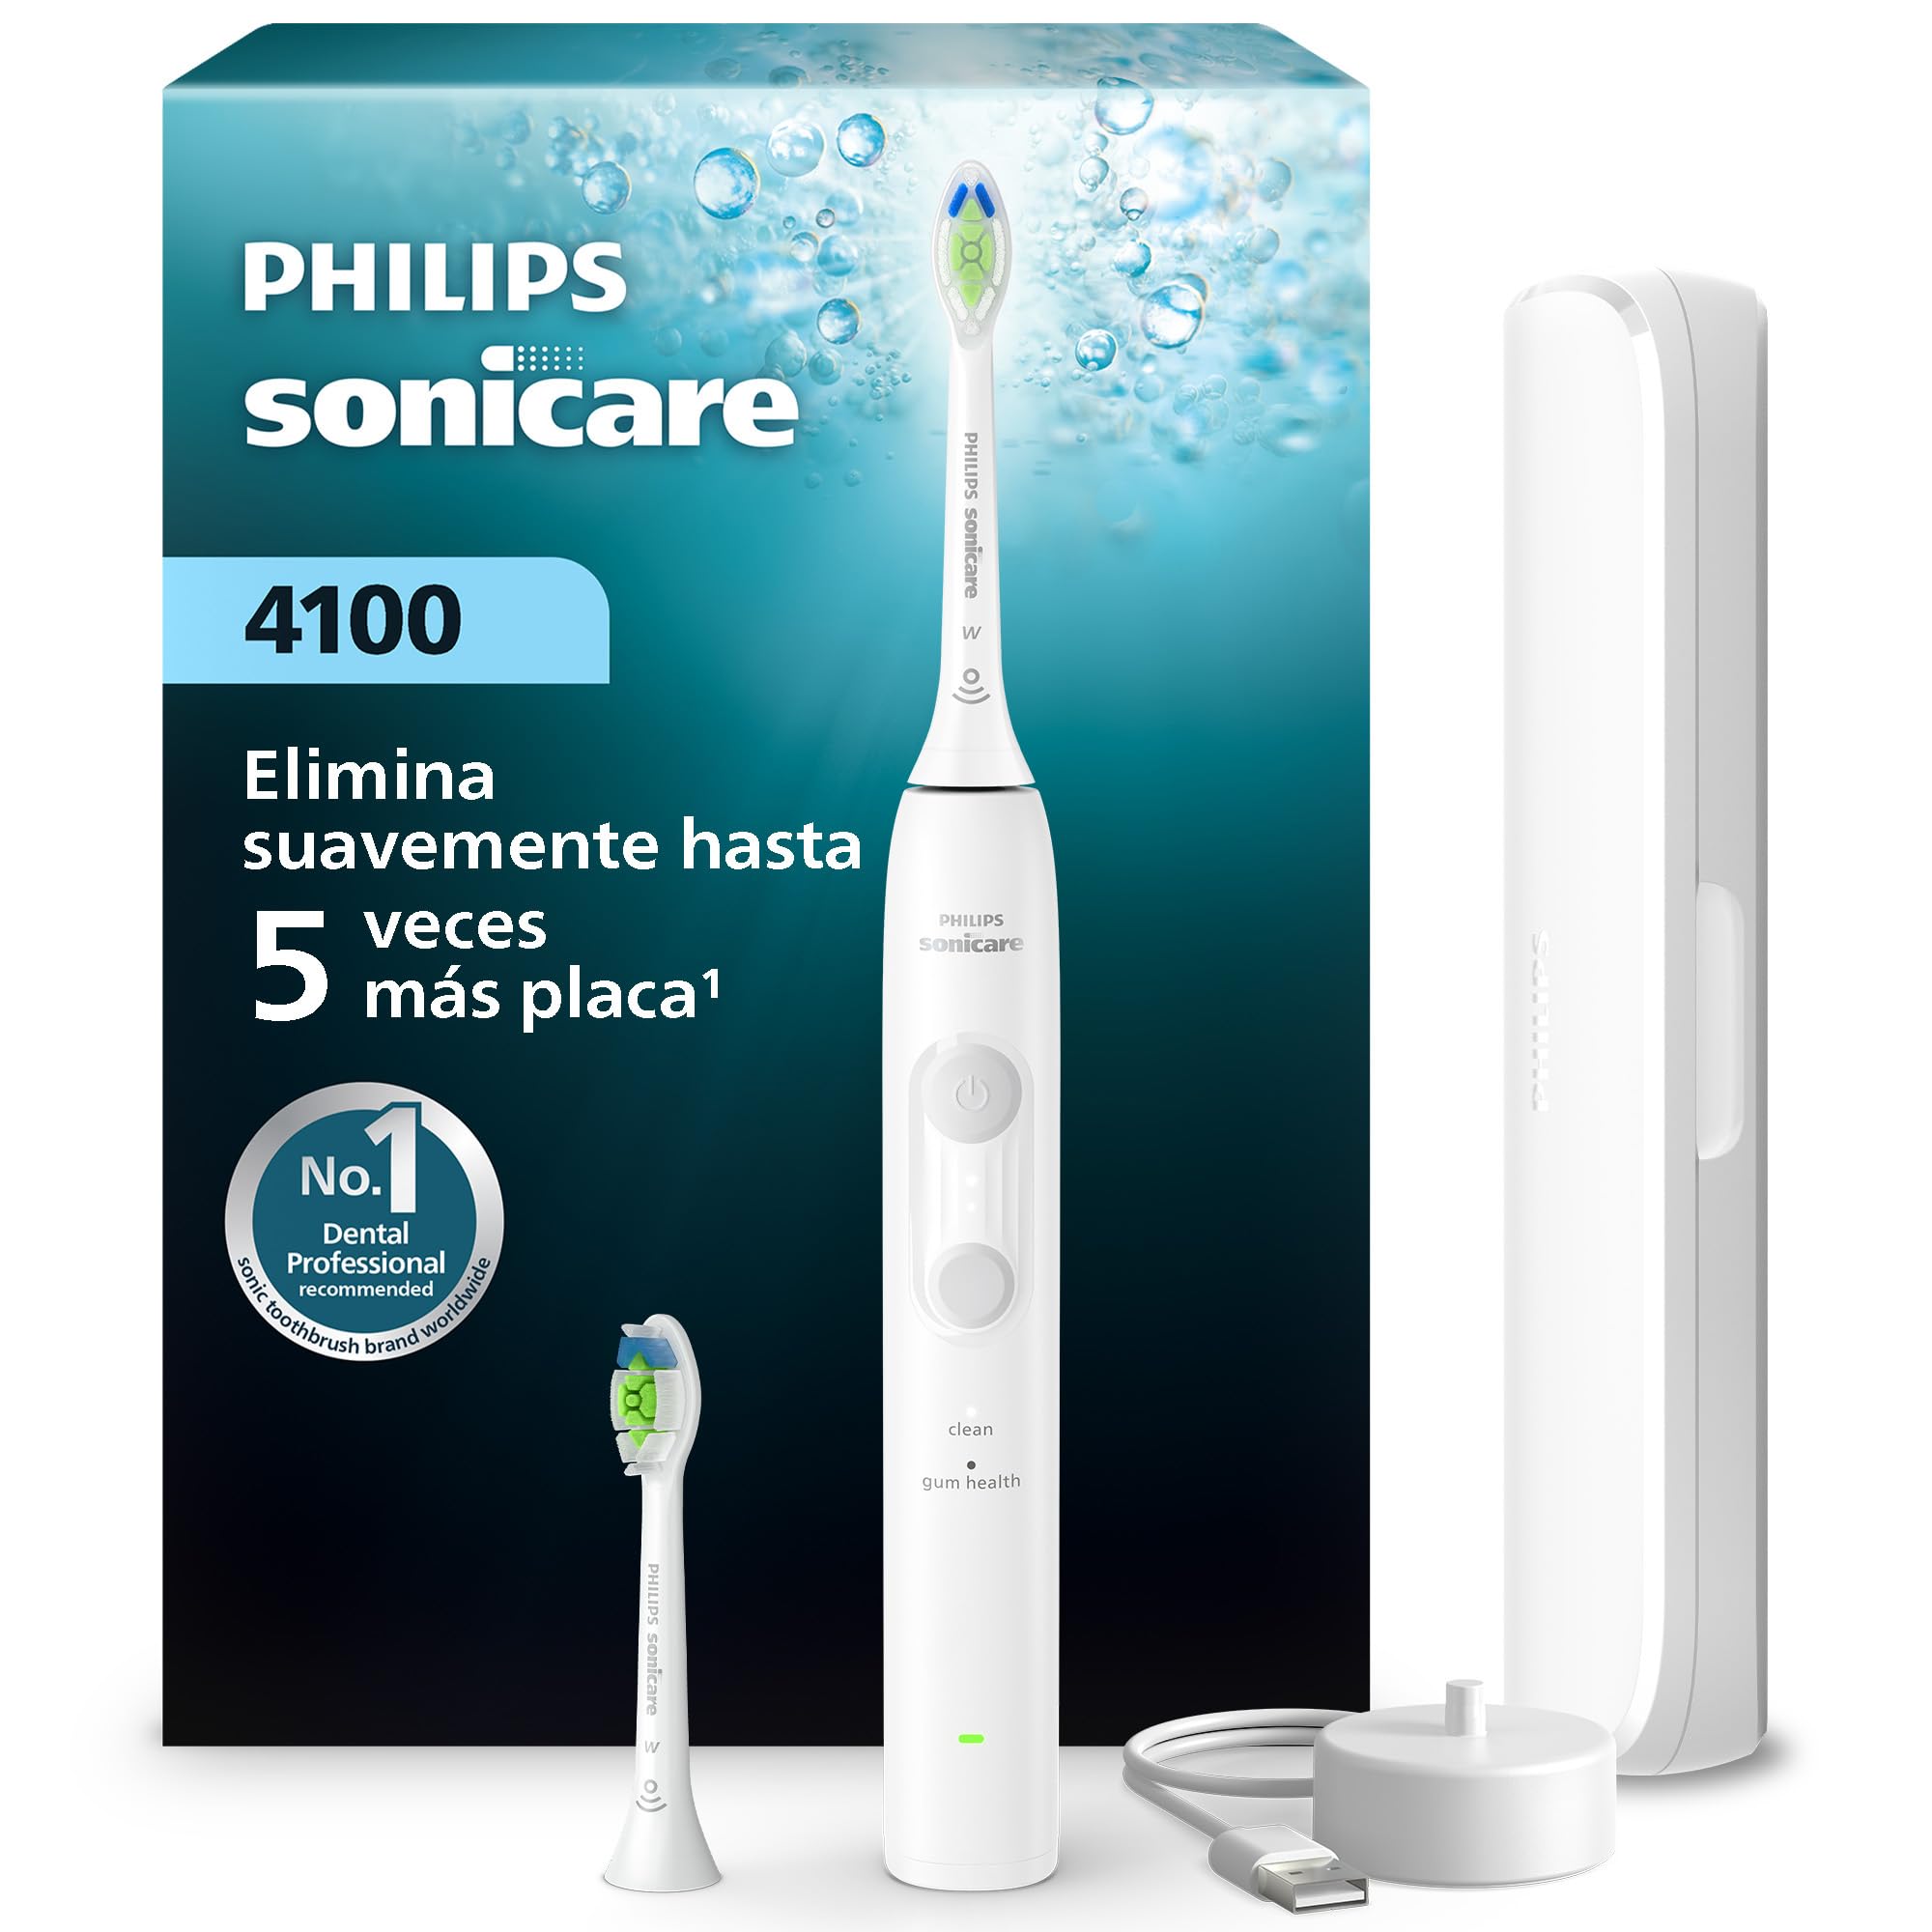 PHILIPS
sonicare
4100
Elimina
suavemente hasta
5 veces
más placa¹
No.1
Dental
Professional
recommended
sonic toothbrush brand worldwide
PHILIPS sonicare
W
PHILIPS
sonicare
clean
gum health
PHILIPS sonicare
W
PHILIPS